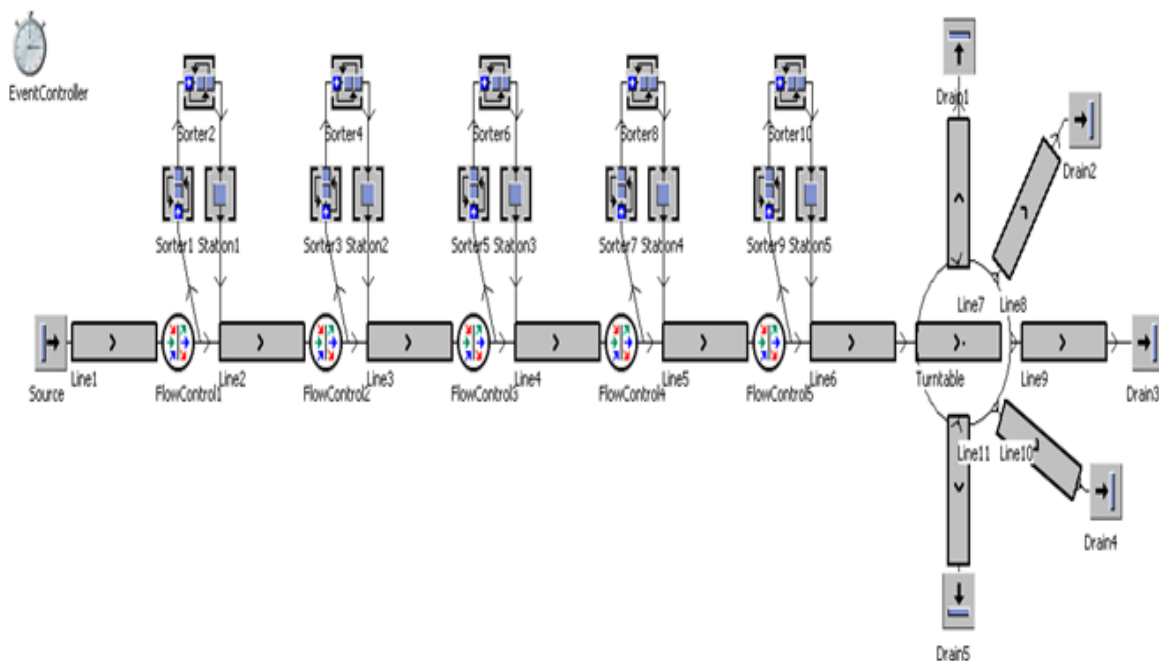 EventController
Drain1
Sorter2 Sorter4 Sorter6 Sorter8 Sorter10
Drain2
Sorter1 Station1 Sorter3 Station2 Sorter5 Station3 Sorter7 Station4 Sorter9 Station5
Line7 Line8
Source Line1 FlowControl1 Line2 FlowControl2 Line3 FlowControl3 Line4 FlowControl4 Line5 FlowControl5 Line6 Turntable Line9 Drain3
Line11 Line10
Drain4
Drain5